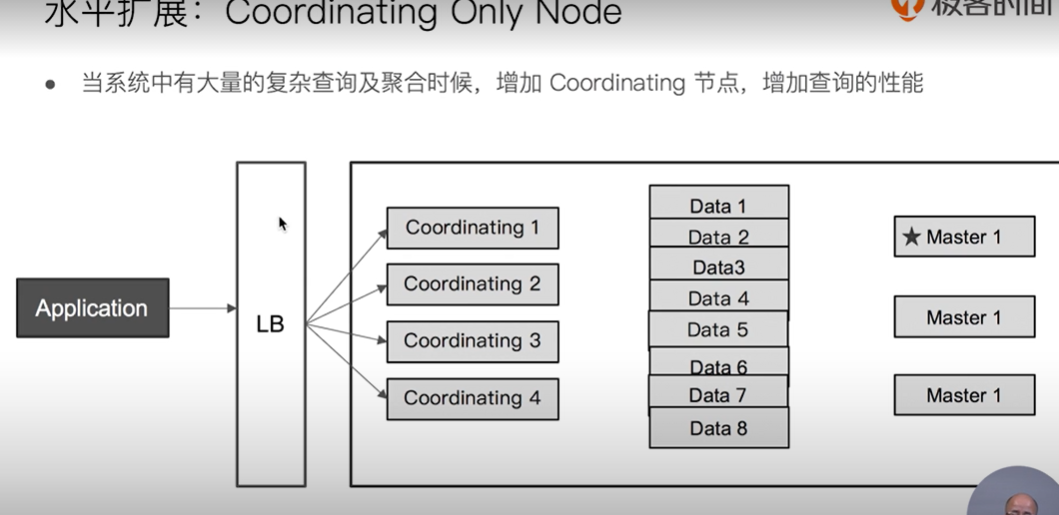 水平扩展：Coordinating Only Node
极客时间
• 当系统中有大量的复杂查询及聚合时候，增加 Coordinating 节点，增加查询的性能
Application
LB
Coordinating 1
Coordinating 2
Coordinating 3
Coordinating 4
Data 1
Data 2
Data3
Data 4
Data 5
Data 6
Data 7
Data 8
★ Master 1
Master 1
Master 1